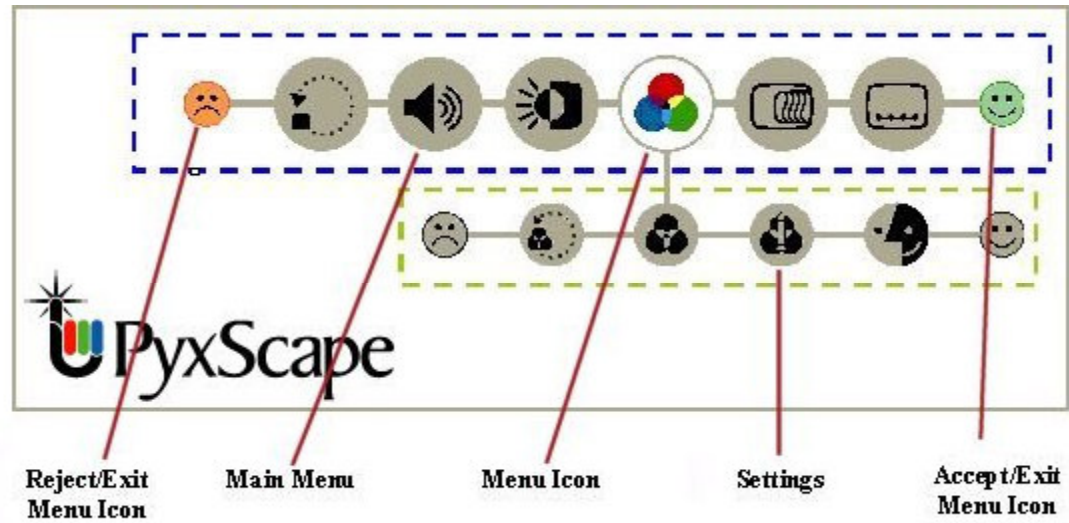 PyxScape
Reject/Exit
Menu Icon
Main Menu
Menu Icon
Settings
Accept/Exit
Menu Icon